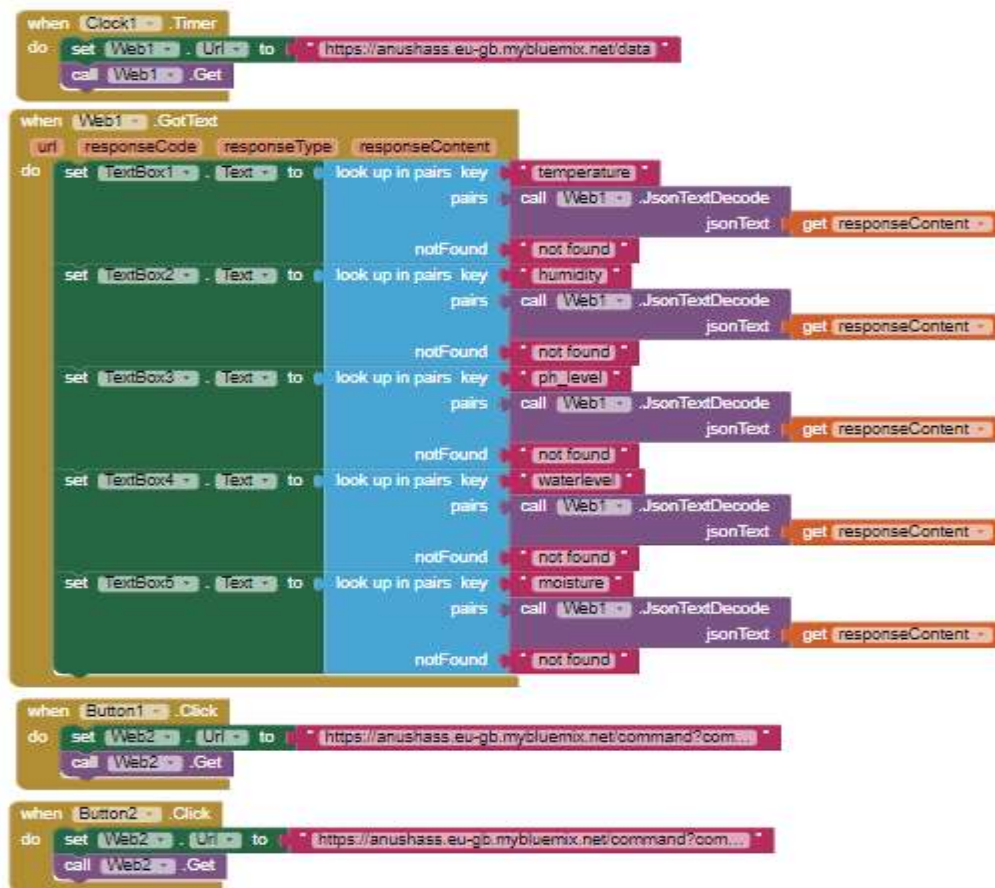 when Clock1 .Timer
do set Web1 . Url to " https://anushass.eu-gb.mybluemix.net/data "
call Web1 .Get
when Web1 .GotText
url responseCode responseType responseContent
do set TextBox1 . Text to look up in pairs key " temperature "
pairs call Web1 .JsonTextDecode
jsonText get responseContent
notFound " not found "
set TextBox2 . Text to look up in pairs key " humidity "
pairs call Web1 .JsonTextDecode
jsonText get responseContent
notFound " not found "
set TextBox3 . Text to look up in pairs key " ph_level "
pairs call Web1 .JsonTextDecode
jsonText get responseContent
notFound " not found "
set TextBox4 . Text to look up in pairs key " waterlevel "
pairs call Web1 .JsonTextDecode
jsonText get responseContent
notFound " not found "
set TextBox5 . Text to look up in pairs key " moisture "
pairs call Web1 .JsonTextDecode
jsonText get responseContent
notFound " not found "
when Button1 .Click
do set Web2 . Url to " https://anushass.eu-gb.mybluemix.net/command?com... "
call Web2 .Get
when Button2 .Click
do set Web2 . Url to " https://anushass.eu-gb.mybluemix.net/command?com... "
call Web2 .Get